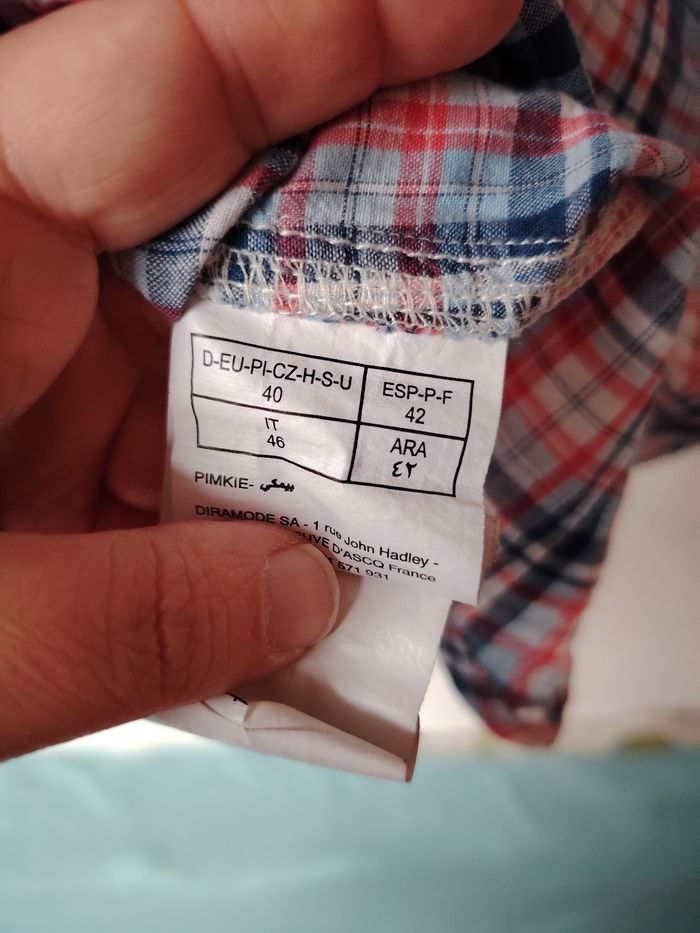 D-EU-PI-CZ-H-S-U
40
ESP-P-F
42
IT
46
ARA
٤٢
PIMKIE- بيمكي
DIRAMODE SA - 1 rue John Hadley -
D'ASCQ France
571 931